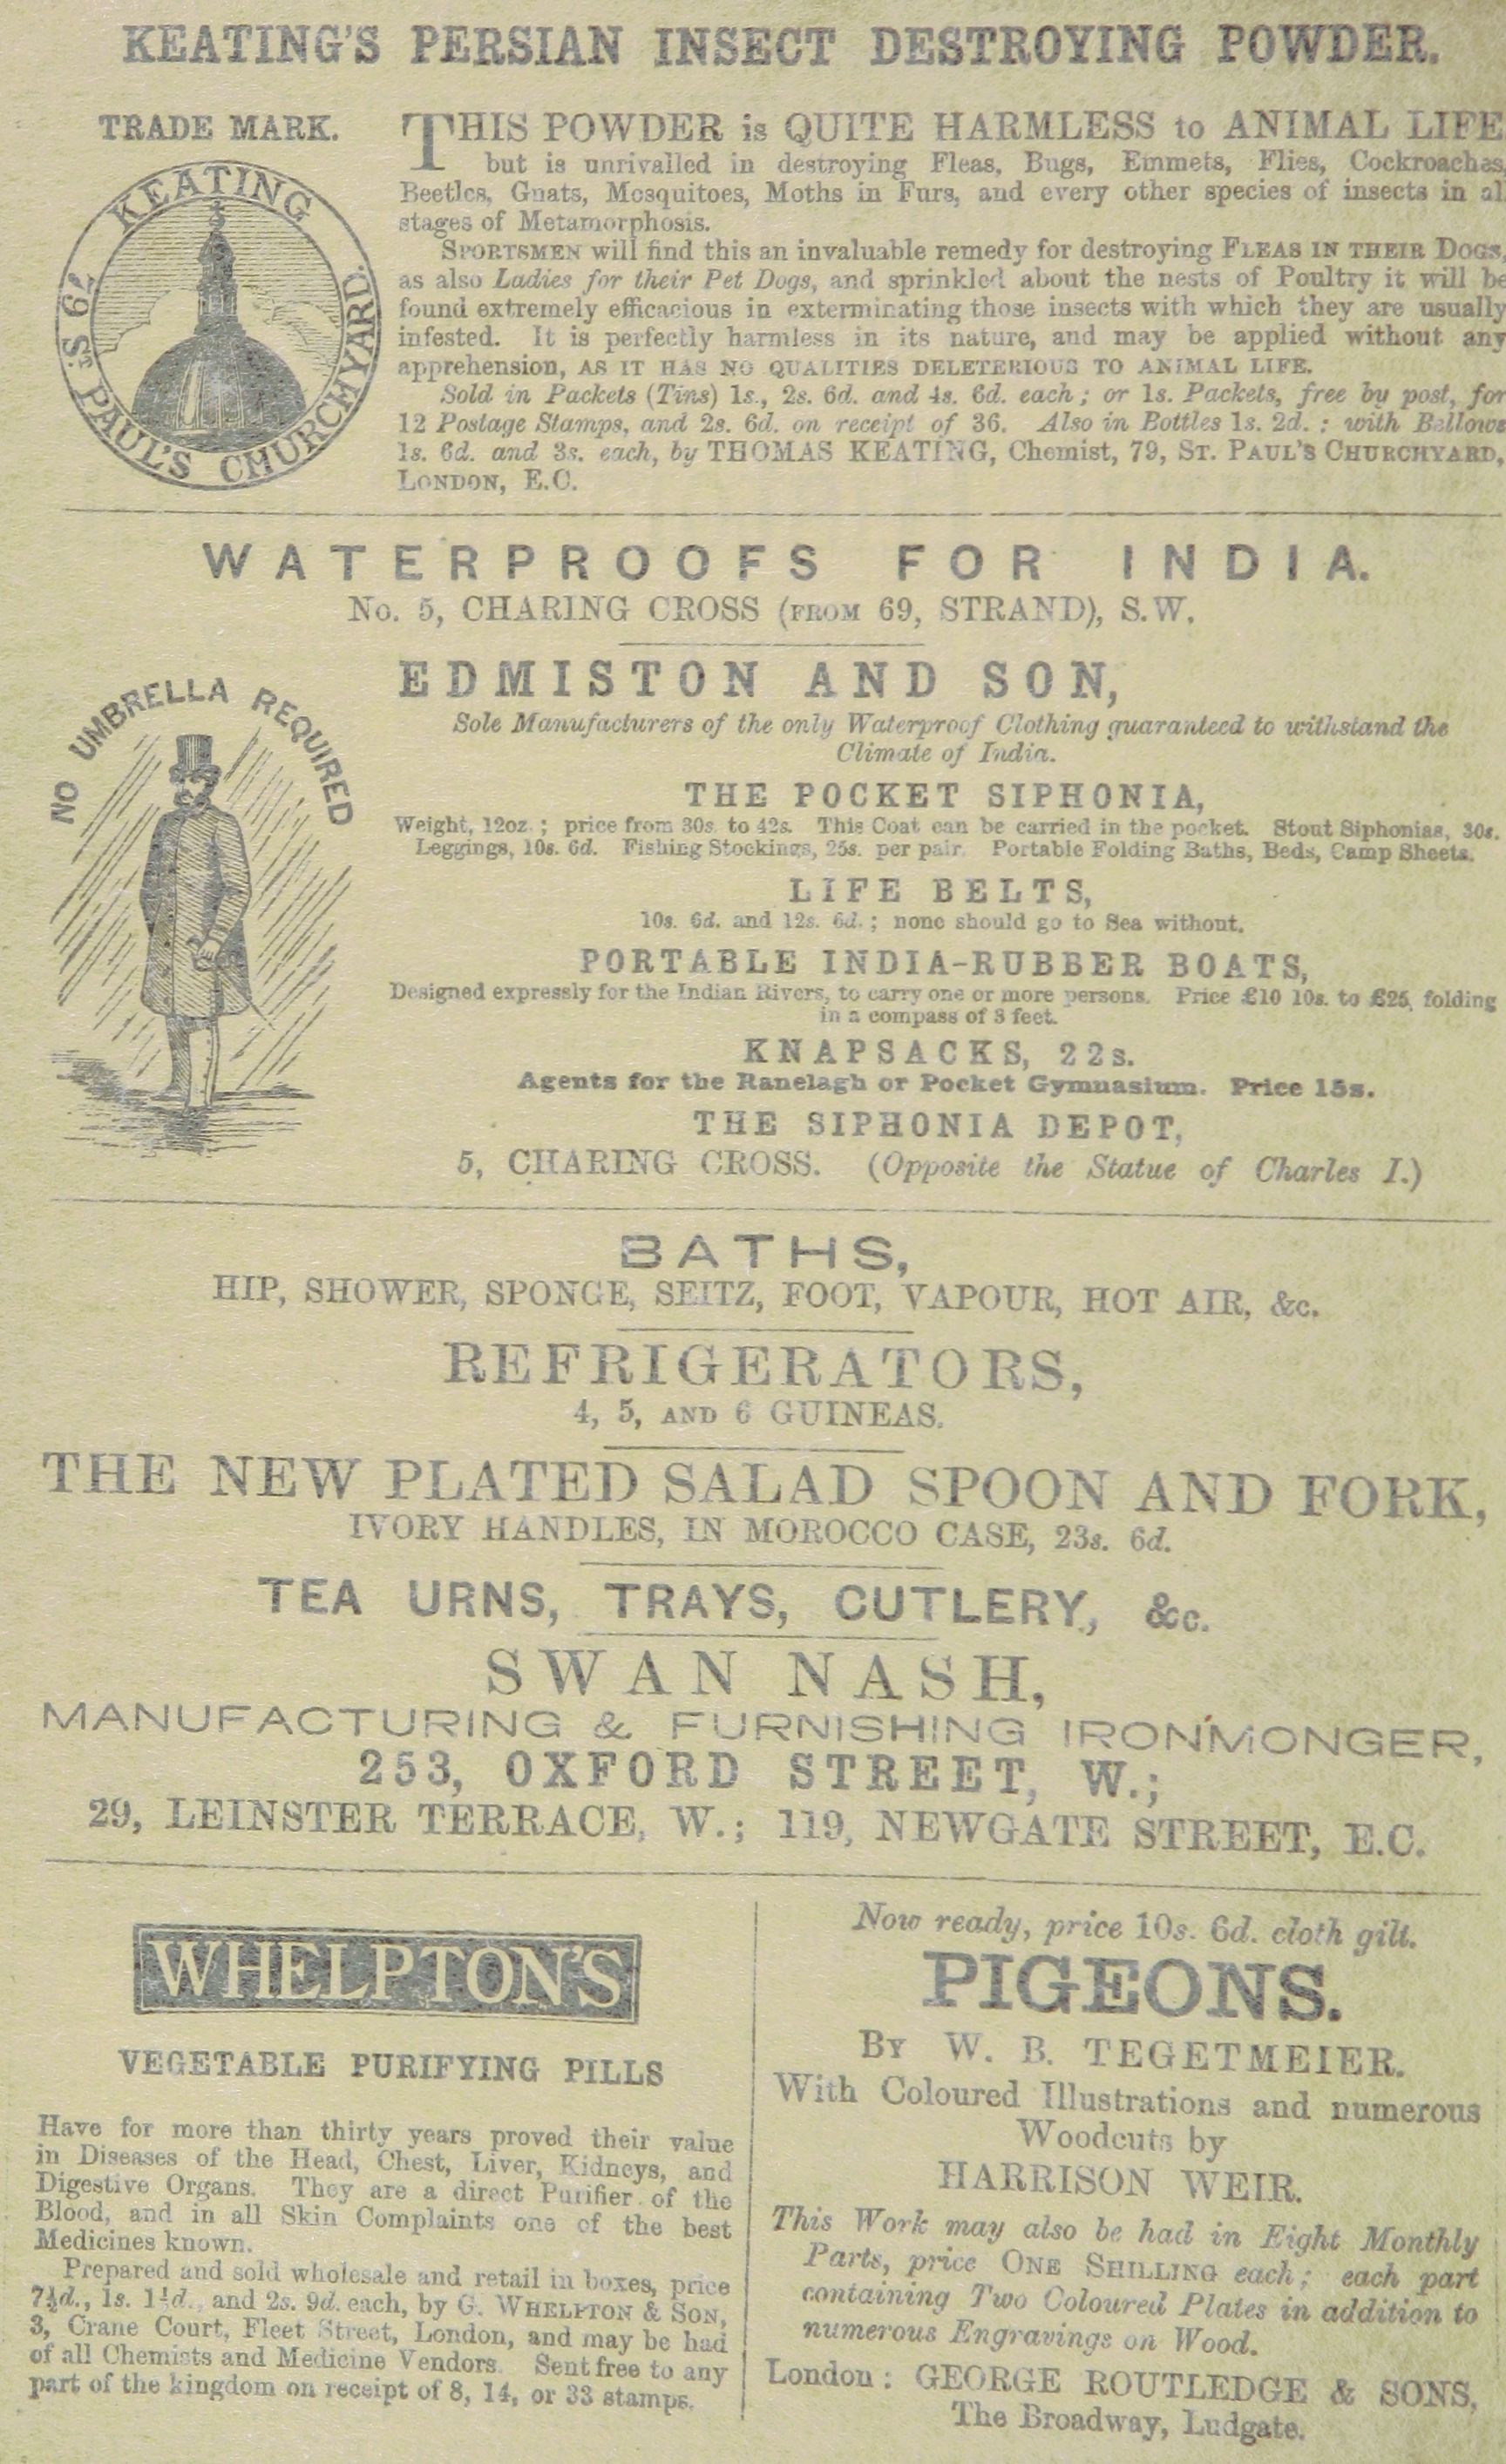 KEATING'S PERSIAN INSECT DESTROYING POWDER.
TRADE MARK.
KEATING
79 St
PAUL'S CHURCHYARD.
THIS POWDER is QUITE HARMLESS to ANIMAL LIFE
but is unrivalled in destroying Fleas, Bugs, Emmets, Flies, Cockroaches,
Beetles, Gnats, Mosquitoes, Moths in Furs, and every other species of insects in al
stages of Metamorphosis.
SPORTSMEN will find this an invaluable remedy for destroying FLEAS IN THEIR DOGS,
as also Ladies for their Pet Dogs, and sprinkled about the nests of Poultry it will be
found extremely efficacious in exterminating those insects with which they are usually
infested. It is perfectly harmless in its nature, and may be applied without any
apprehension, AS IT HAS NO QUALITIES DELETERIOUS TO ANIMAL LIFE.
Sold in Packets (Tins) 1s., 2s. 6d. and 4s. 6d. each; or 1s. Packets, free by post, for
12 Postage Stamps, and 2s. 6d. on receipt of 36. Also in Bottles 1s. 2d.; with Bellows
1s. 6d. and 3s. each, by THOMAS KEATING, Chemist, 79, ST. PAUL'S CHURCHYARD,
LONDON, E.C.
WATERPROOFS FOR INDIA.
No. 5, CHARING CROSS (FROM 69, STRAND), S.W.
NO UMBRELLA REQUIRED
EDMISTON AND SON,
Sole Manufacturers of the only Waterproof Clothing guaranteed to withstand the
Climate of India.
THE POCKET SIPHONIA,
Weight, 12oz.; price from 30s. to 42s. This Coat can be carried in the pocket. Stout Siphonias, 30s.
Leggings, 10s. 6d. Fishing Stockings, 25s. per pair. Portable Folding Baths, Beds, Camp Sheets.
LIFE BELTS,
10s. 6d. and 12s. 6d.; none should go to Sea without.
PORTABLE INDIA-RUBBER BOATS,
Designed expressly for the Indian Rivers, to carry one or more persons. Price £10 10s. to £25, folding
in a compass of 3 feet.
KNAPSACKS, 22s.
Agents for the Ranelagh or Pocket Gymnasium. Price 15s.
THE SIPHONIA DEPOT,
5, CHARING CROSS. (Opposite the Statue of Charles I.)
BATHS,
HIP, SHOWER, SPONGE, SEITZ, FOOT, VAPOUR, HOT AIR, &c.
REFRIGERATORS,
4, 5, AND 6 GUINEAS.
THE NEW PLATED SALAD SPOON AND FORK,
IVORY HANDLES, IN MOROCCO CASE, 23s. 6d.
TEA URNS, TRAYS, CUTLERY, &c.
SWAN NASH,
MANUFACTURING & FURNISHING IRONMONGER,
253, OXFORD STREET, W.;
29, LEINSTER TERRACE, W.; 119, NEWGATE STREET, E.C.
WHELPTON'S
VEGETABLE PURIFYING PILLS
Have for more than thirty years proved their value
in Diseases of the Head, Chest, Liver, Kidneys, and
Digestive Organs. They are a direct Purifier of the
Blood, and in all Skin Complaints one of the best
Medicines known.
Prepared and sold wholesale and retail in boxes, price
7½d., 1s. 1½d., and 2s. 9d. each, by G. WHELPTON & SON,
3, Crane Court, Fleet Street, London, and may be had
of all Chemists and Medicine Vendors. Sent free to any
part of the kingdom on receipt of 8, 14, or 33 stamps.
Now ready, price 10s. 6d. cloth gilt.
PIGEONS.
BY W. B. TEGETMEIER.
With Coloured Illustrations and numerous
Woodcuts by
HARRISON WEIR.
This Work may also be had in Eight Monthly
Parts, price ONE SHILLING each; each part
containing Two Coloured Plates in addition to
numerous Engravings on Wood.
London: GEORGE ROUTLEDGE & SONS,
The Broadway, Ludgate.